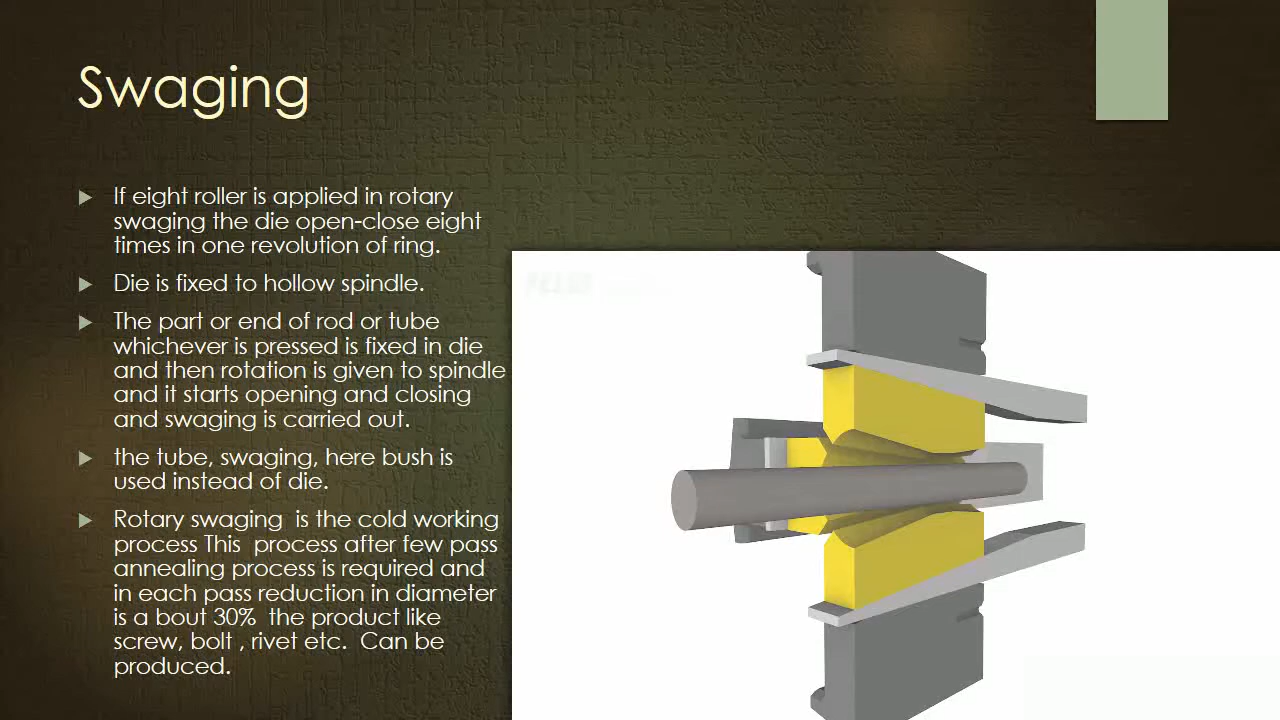 Swaging
If eight roller is applied in rotary
swaging the die open-close eight
times in one revolution of ring.
Die is fixed to hollow spindle.
The part or end of rod or tube
whichever is pressed is fixed in die
and then rotation is given to spindle
and it starts opening and closing
and swaging is carried out.
the tube, swaging, here bush is
used instead of die.
Rotary swaging  is the cold working
process This  process after few pass
annealing process is required and
in each pass reduction in diameter
is a bout 30%  the product like
screw, bolt , rivet etc.  Can be
produced.